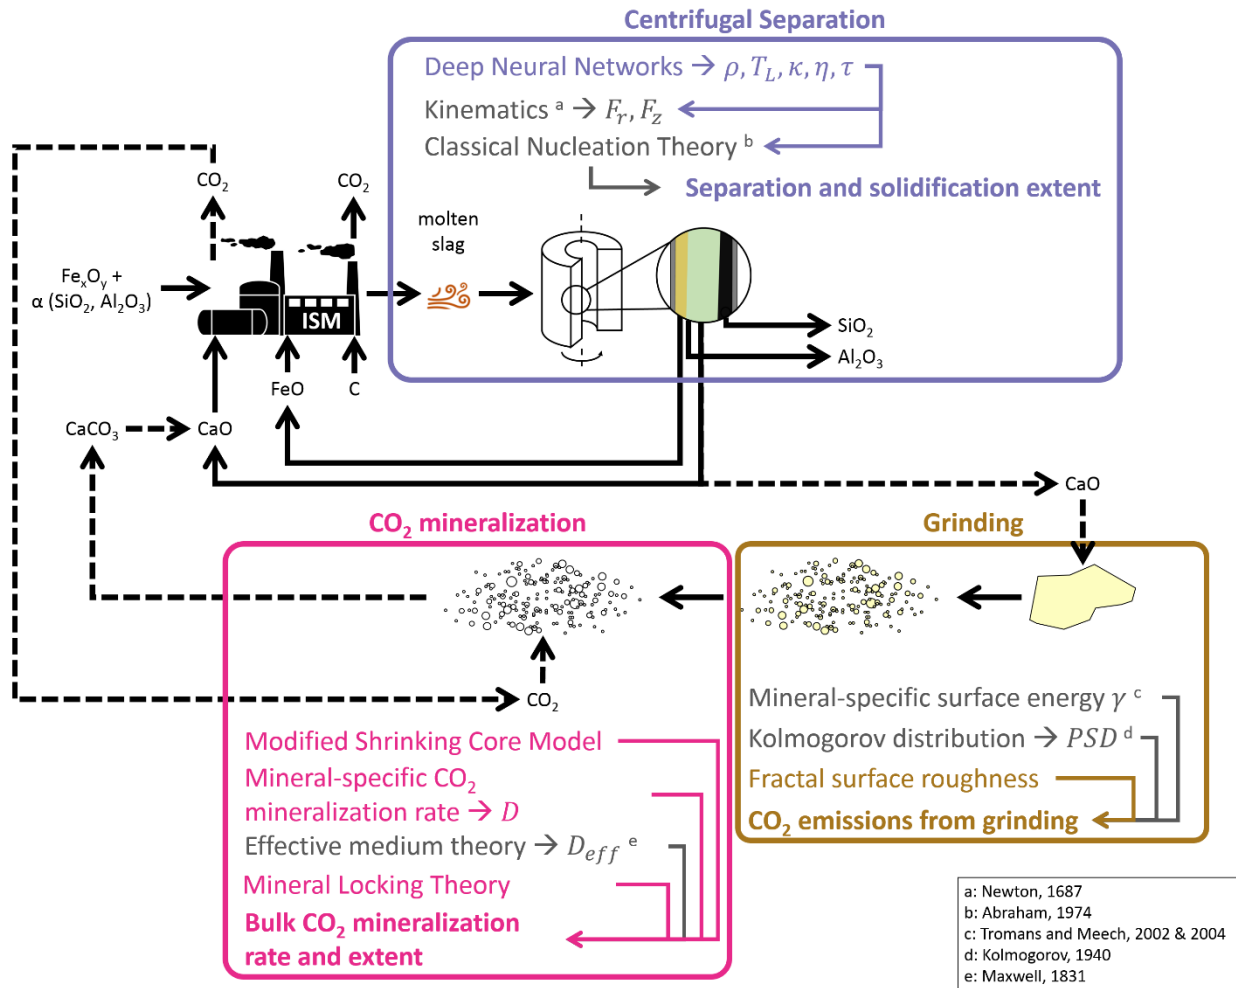 Centrifugal Separation
Deep Neural Networks → ρ, T_L, κ, η, τ
Kinematics ᵃ → F_r, F_z
Classical Nucleation Theory ᵇ
Separation and solidification extent
CO₂
CO₂
molten
slag
FeₓO_y +
α (SiO₂, Al₂O₃)
ISM
SiO₂
Al₂O₃
FeO
C
CaCO₃
CaO
CaO
CO₂ mineralization
Grinding
CO₂
Modified Shrinking Core Model
Mineral-specific CO₂
mineralization rate → D
Effective medium theory → D_eff ᵉ
Mineral Locking Theory
Bulk CO₂ mineralization
rate and extent
Mineral-specific surface energy γ ᶜ
Kolmogorov distribution → PSD ᵈ
Fractal surface roughness
CO₂ emissions from grinding
a: Newton, 1687
b: Abraham, 1974
c: Tromans and Meech, 2002 & 2004
d: Kolmogorov, 1940
e: Maxwell, 1831